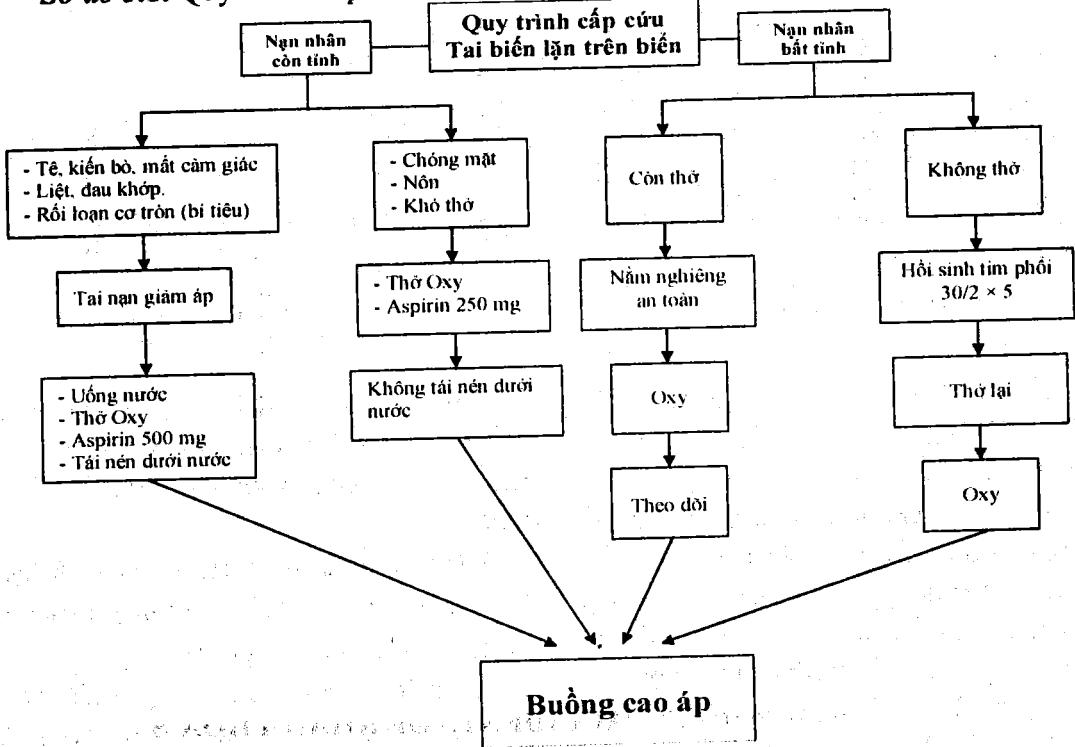 Quy trình cấp cứu
Tai biến lặn trên biển
Nạn nhân
còn tỉnh
Nạn nhân
bất tỉnh
- Tê, kiến bò, mất cảm giác
- Liệt, đau khớp.
- Rối loạn cơ tròn (bí tiểu)
- Chóng mặt
- Nôn
- Khó thở
Còn thở
Không thở
Tai nạn giảm áp
- Thở Oxy
- Aspirin 250 mg
Nằm nghiêng
an toàn
Hồi sinh tim phổi
30/2 × 5
- Uống nước
- Thở Oxy
- Aspirin 500 mg
- Tái nén dưới nước
Không tái nén dưới
nước
Oxy
Thở lại
Theo dõi
Oxy
Buồng cao áp